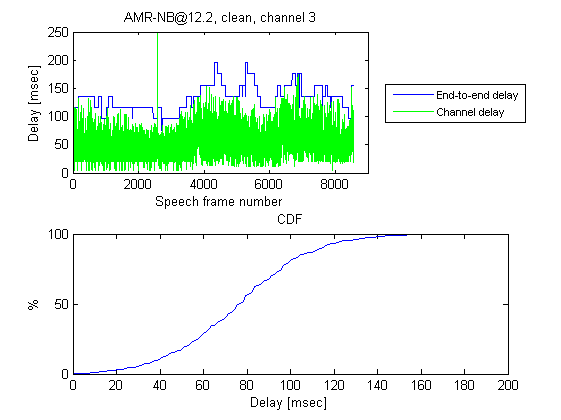 AMR-NB@12.2, clean, channel 3
250
200
150
100
50
0
Delay [msec]
0 2000 4000 6000 8000
Speech frame number
End-to-end delay
Channel delay
CDF
100
50
0
%
0 20 40 60 80 100 120 140 160 180 200
Delay [msec]